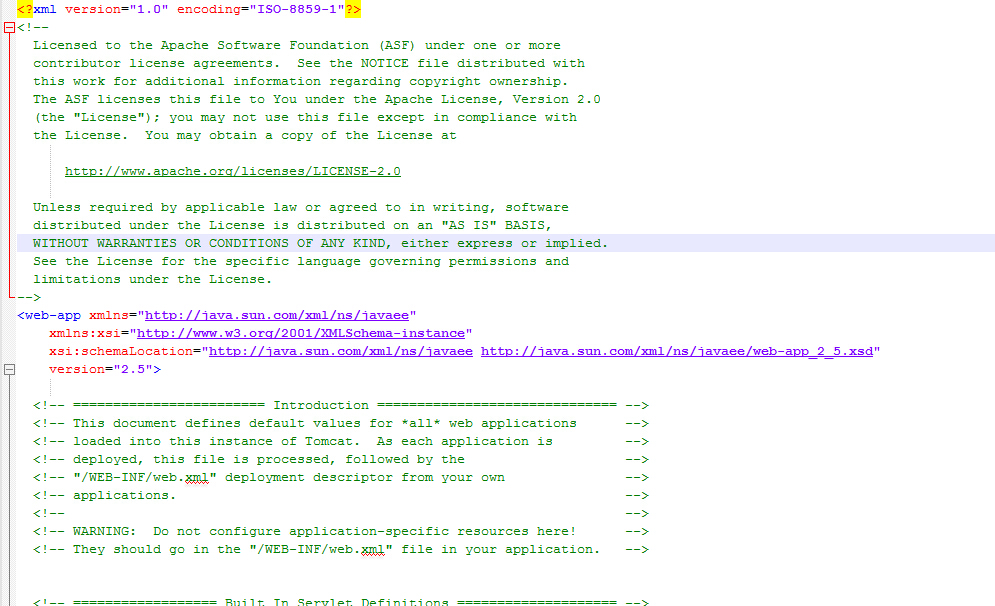 <?xml version="1.0" encoding="ISO-8859-1"?>
<!--
Licensed to the Apache Software Foundation (ASF) under one or more
contributor license agreements.  See the NOTICE file distributed with
this work for additional information regarding copyright ownership.
The ASF licenses this file to You under the Apache License, Version 2.0
(the "License"); you may not use this file except in compliance with
the License.  You may obtain a copy of the License at
http://www.apache.org/licenses/LICENSE-2.0
Unless required by applicable law or agreed to in writing, software
distributed under the License is distributed on an "AS IS" BASIS,
WITHOUT WARRANTIES OR CONDITIONS OF ANY KIND, either express or implied.
See the License for the specific language governing permissions and
limitations under the License.
-->
<web-app xmlns="http://java.sun.com/xml/ns/javaee"
xmlns:xsi="http://www.w3.org/2001/XMLSchema-instance"
xsi:schemaLocation="http://java.sun.com/xml/ns/javaee http://java.sun.com/xml/ns/javaee/web-app_2_5.xsd"
version="2.5">
<!-- ======================== Introduction ============================== -->
<!-- This document defines default values for *all* web applications      -->
<!-- loaded into this instance of Tomcat.  As each application is         -->
<!-- deployed, this file is processed, followed by the                    -->
<!-- "/WEB-INF/web.xml" deployment descriptor from your own               -->
<!-- applications.                                                        -->
<!--                                                                      -->
<!-- WARNING:  Do not configure application-specific resources here!      -->
<!-- They should go in the "/WEB-INF/web.xml" file in your application.   -->
<!-- ================== Built In Servlet Definitions ==================== -->